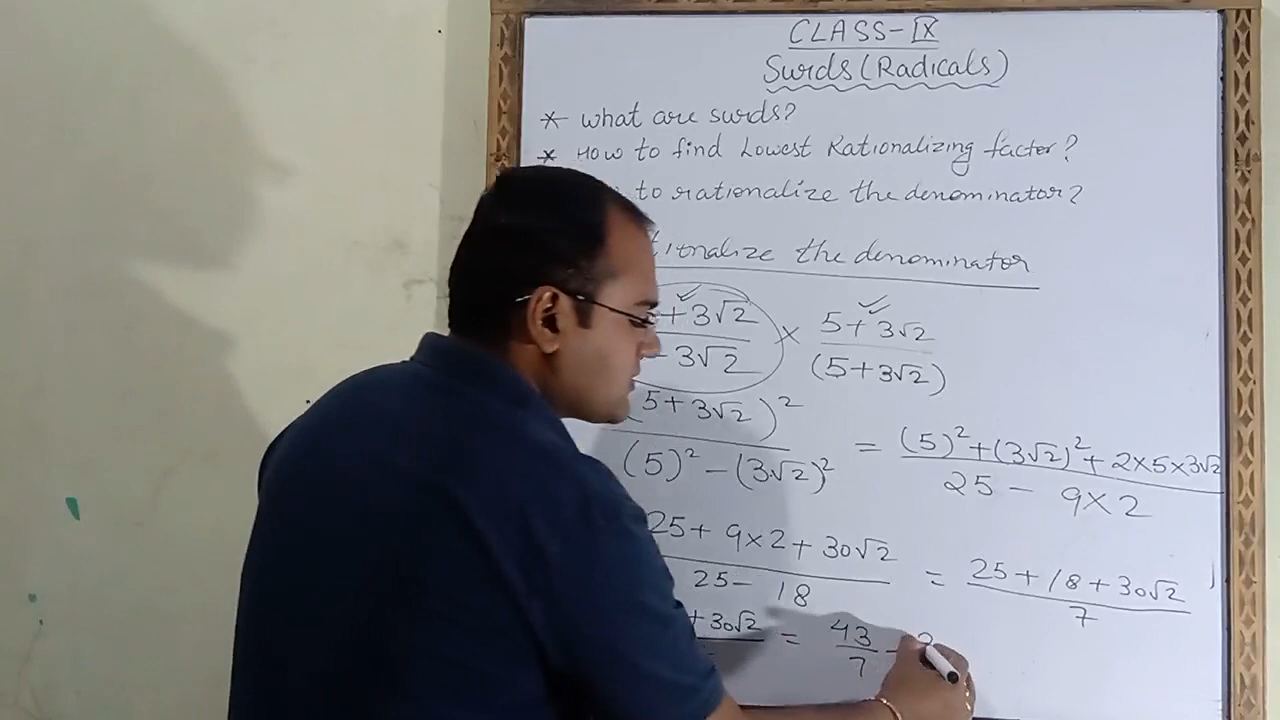 CLASS-IX
Surds (Radicals)
* What are surds?
* How to find Lowest Rationalizing factor?
to rationalize the denominator?
the denominator
+ 3√2 / - 3√2 × 5 + 3√2 / (5 + 3√2)
5 + 3√2)² / (5)² - (3√2)² = (5)² + (3√2)² + 2×5×3√2 / 25 - 9×2
25 + 9×2 + 30√2 / 25 - 18 = 25 + 18 + 30√2 / 7
+ 30√2 = 43 / 7